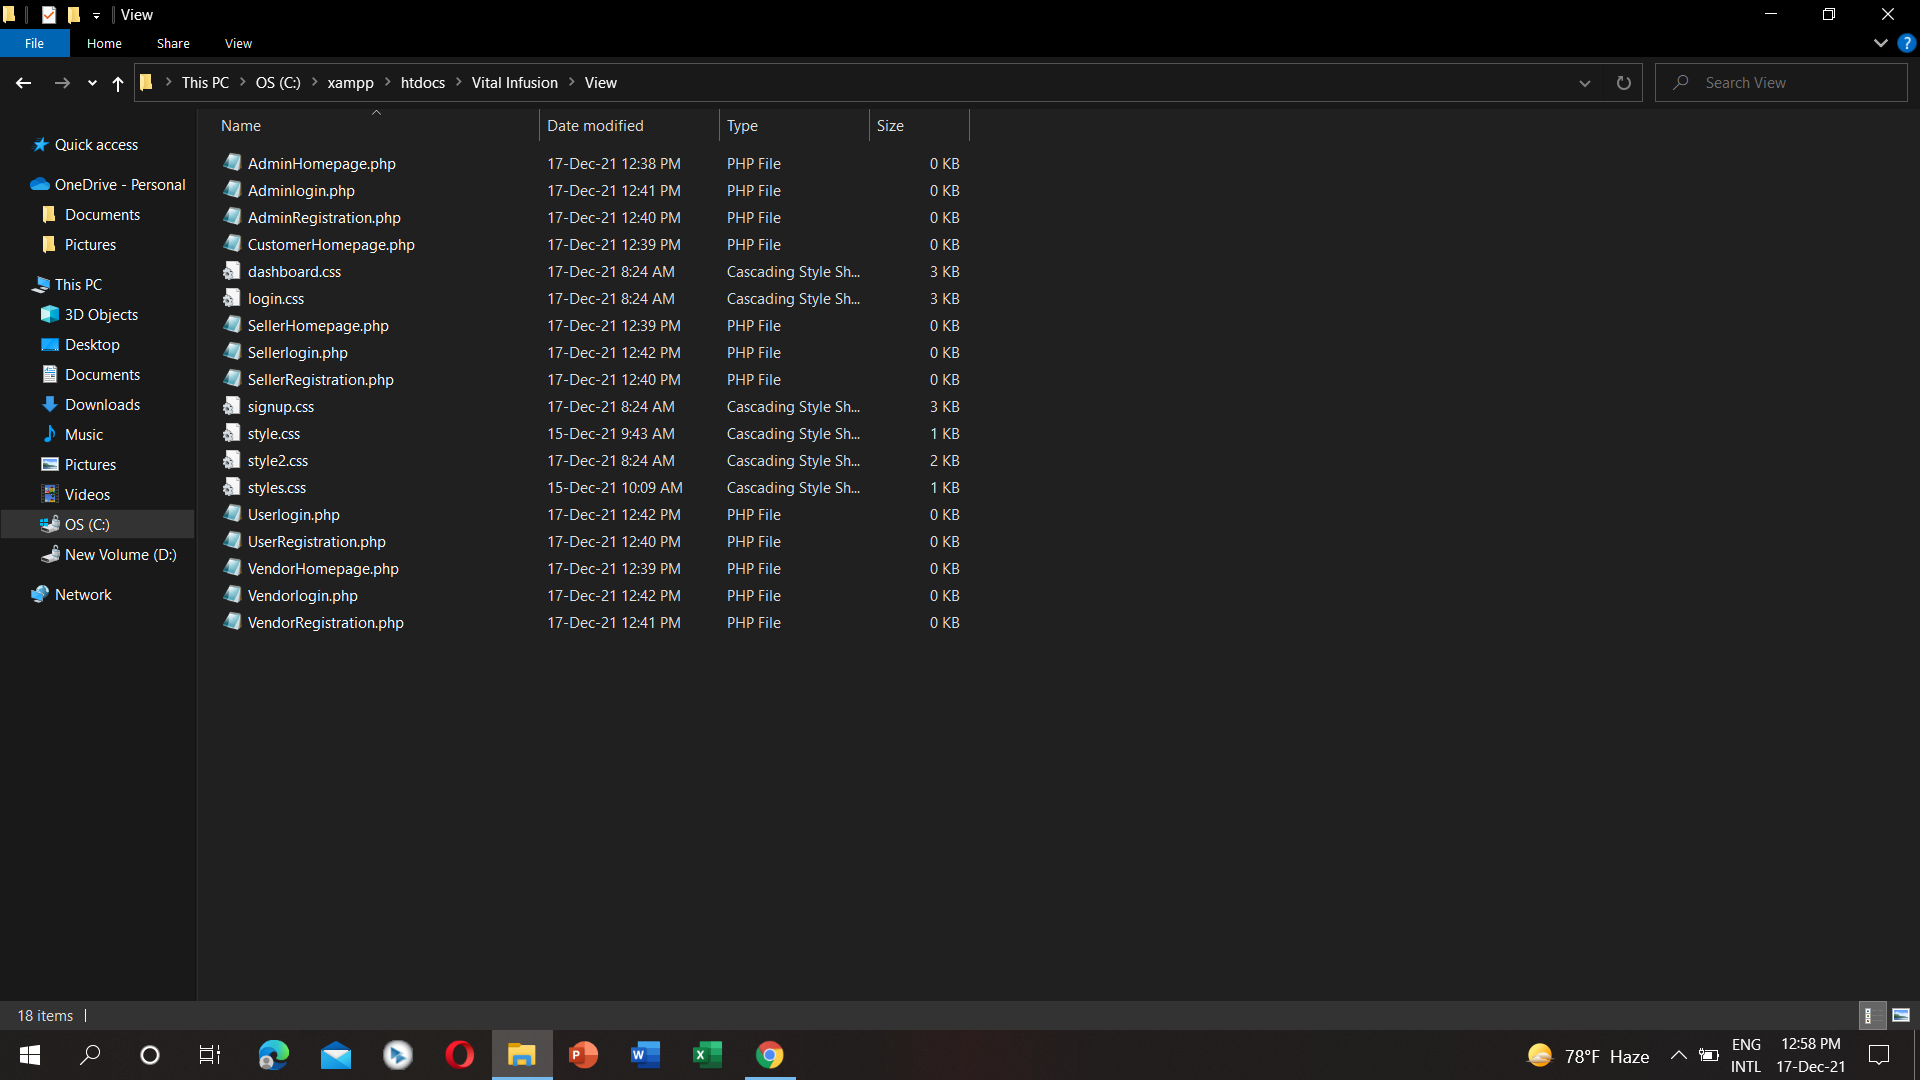 View
File Home Share View
This PC OS (C:) xampp htdocs Vital Infusion View
Search View
Name Date modified Type Size
Quick access
OneDrive - Personal
Documents
Pictures
This PC
3D Objects
Desktop
Documents
Downloads
Music
Pictures
Videos
OS (C:)
New Volume (D:)
Network
AdminHomepage.php 17-Dec-21 12:38 PM PHP File 0 KB
Adminlogin.php 17-Dec-21 12:41 PM PHP File 0 KB
AdminRegistration.php 17-Dec-21 12:40 PM PHP File 0 KB
CustomerHomepage.php 17-Dec-21 12:39 PM PHP File 0 KB
dashboard.css 17-Dec-21 8:24 AM Cascading Style Sh... 3 KB
login.css 17-Dec-21 8:24 AM Cascading Style Sh... 3 KB
SellerHomepage.php 17-Dec-21 12:39 PM PHP File 0 KB
Sellerlogin.php 17-Dec-21 12:42 PM PHP File 0 KB
SellerRegistration.php 17-Dec-21 12:40 PM PHP File 0 KB
signup.css 17-Dec-21 8:24 AM Cascading Style Sh... 3 KB
style.css 15-Dec-21 9:43 AM Cascading Style Sh... 1 KB
style2.css 17-Dec-21 8:24 AM Cascading Style Sh... 2 KB
styles.css 15-Dec-21 10:09 AM Cascading Style Sh... 1 KB
Userlogin.php 17-Dec-21 12:42 PM PHP File 0 KB
UserRegistration.php 17-Dec-21 12:40 PM PHP File 0 KB
VendorHomepage.php 17-Dec-21 12:39 PM PHP File 0 KB
Vendorlogin.php 17-Dec-21 12:42 PM PHP File 0 KB
VendorRegistration.php 17-Dec-21 12:41 PM PHP File 0 KB
18 items
78°F Haze
ENG
INTL
12:58 PM
17-Dec-21